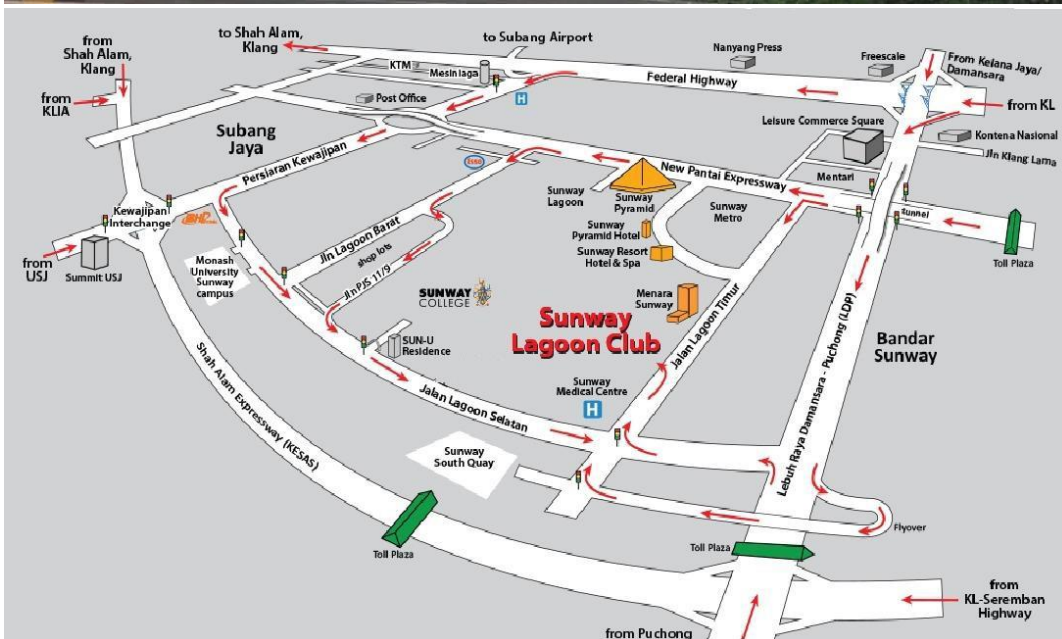 from
Shah Alam,
Klang
to Shah Alam,
Klang
to Subang Airport
from
KLIA
KTM
Mesiniaga
Post Office
H
Nanyang Press
Freescale
From Kelana Jaya/
Damansara
Federal Highway
from KL
Leisure Commerce Square
Kontena Nasional
Jln Klang Lama
Subang
Jaya
Persiaran Kewajipan
Esso
New Pantai Expressway
Mentari
Tunnel
Toll Plaza
Sunway
Lagoon
Sunway
Pyramid
Sunway
Metro
Sunway
Pyramid Hotel
Sunway Resort
Hotel & Spa
Kewajipan
Interchange
BHP
from
USJ
Summit USJ
Monash
University
Sunway
campus
Jln Lagoon Barat
shop lots
Jln PJS 11/9
SUNWAY
COLLEGE
Sunway
Lagoon Club
Menara
Sunway
Jalan Lagoon Timur
Lebuh Raya Damansara - Puchong (LDP)
Bandar
Sunway
SUN-U
Residence
Sunway
Medical Centre
H
Jalan Lagoon Selatan
Shah Alam Expressway (KESAS)
Sunway
South Quay
Flyover
Toll Plaza
Toll Plaza
from
KL-Seremban
Highway
from Puchong